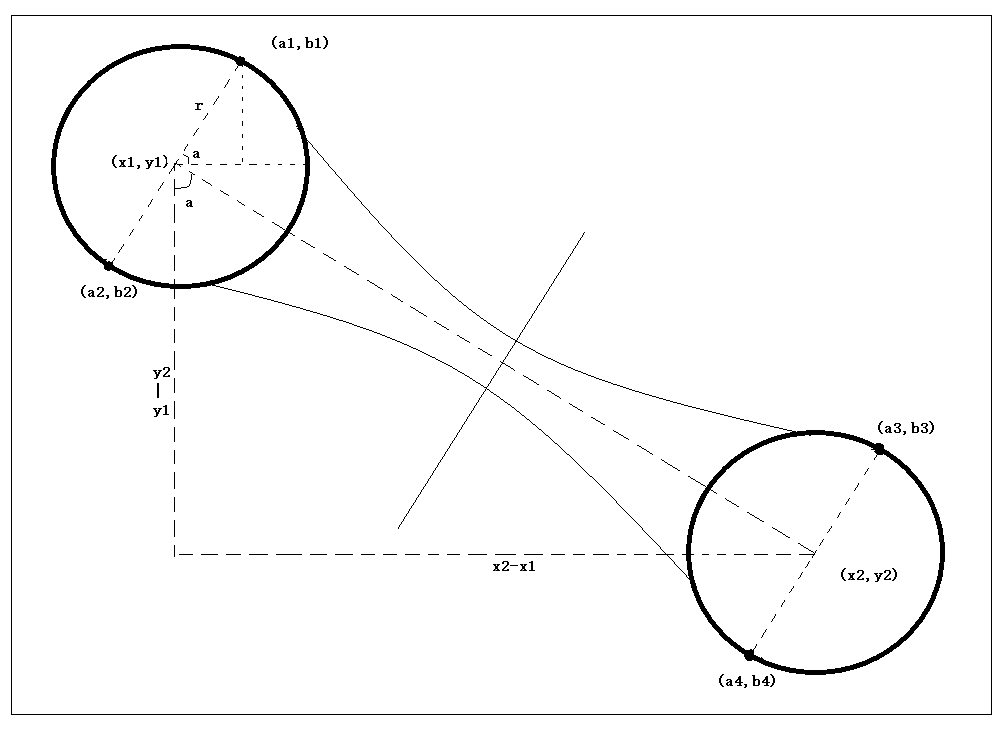 (a1,b1)
r
(x1,y1)
a
a
(a2,b2)
y2
|
y1
(a3,b3)
x2-x1
(x2,y2)
(a4,b4)